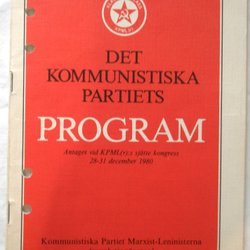 DET
KOMMUNISTISKA
PARTIETS
PROGRAM
Antaget vid KPML(r):s sjätte kongress
28-31 december 1980
Kommunistiska Partiet Marxist-Leninisterna